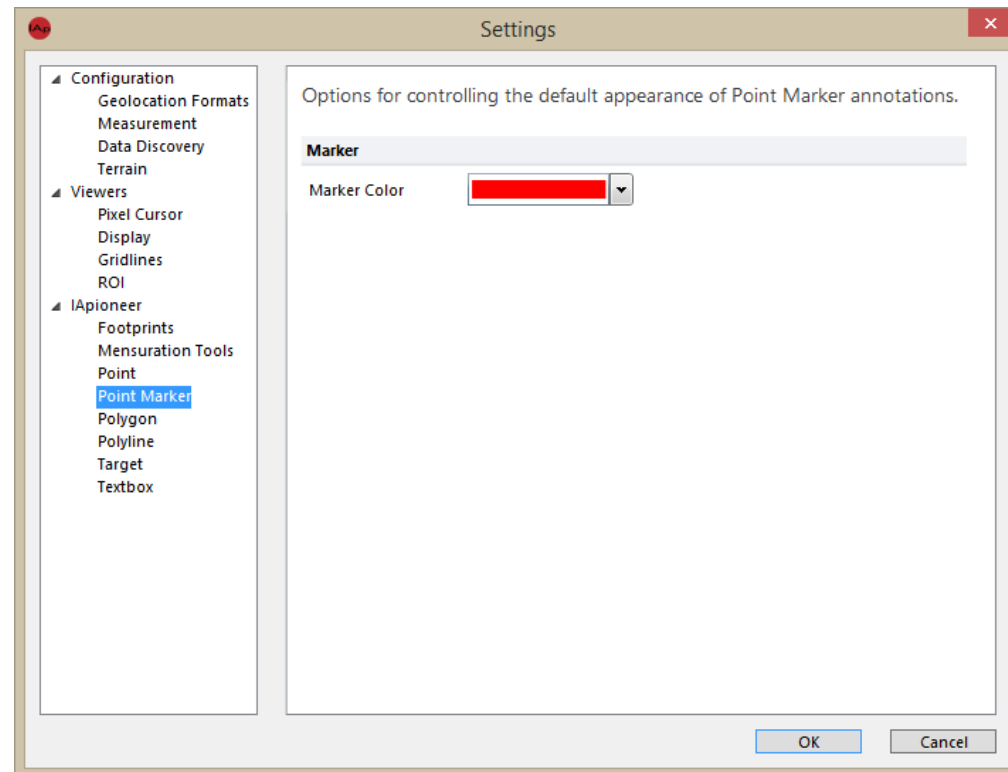 IAp
Settings
Configuration
Geolocation Formats
Measurement
Data Discovery
Terrain
Viewers
Pixel Cursor
Display
Gridlines
ROI
IApioneer
Footprints
Mensuration Tools
Point
Point Marker
Polygon
Polyline
Target
Textbox
Options for controlling the default appearance of Point Marker annotations.
Marker
Marker Color
OK
Cancel